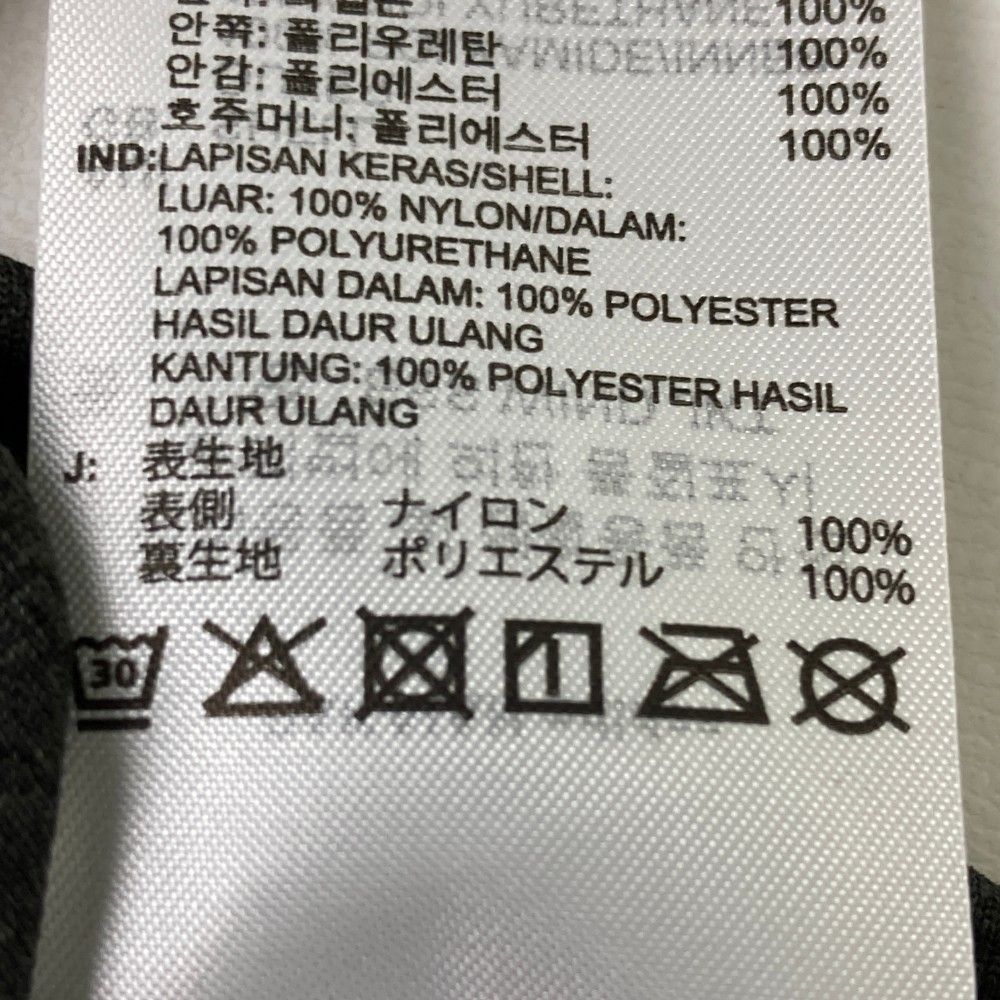 100%
안쪽: 폴리우레탄 100%
안감: 폴리에스터 100%
호주머니: 폴리에스터 100%
IND:LAPISAN KERAS/SHELL:
LUAR: 100% NYLON/DALAM:
100% POLYURETHANE
LAPISAN DALAM: 100% POLYESTER
HASIL DAUR ULANG
KANTUNG: 100% POLYESTER HASIL
DAUR ULANG
J: 表生地
表側 ナイロン 100%
裏生地 ポリエステル 100%
30